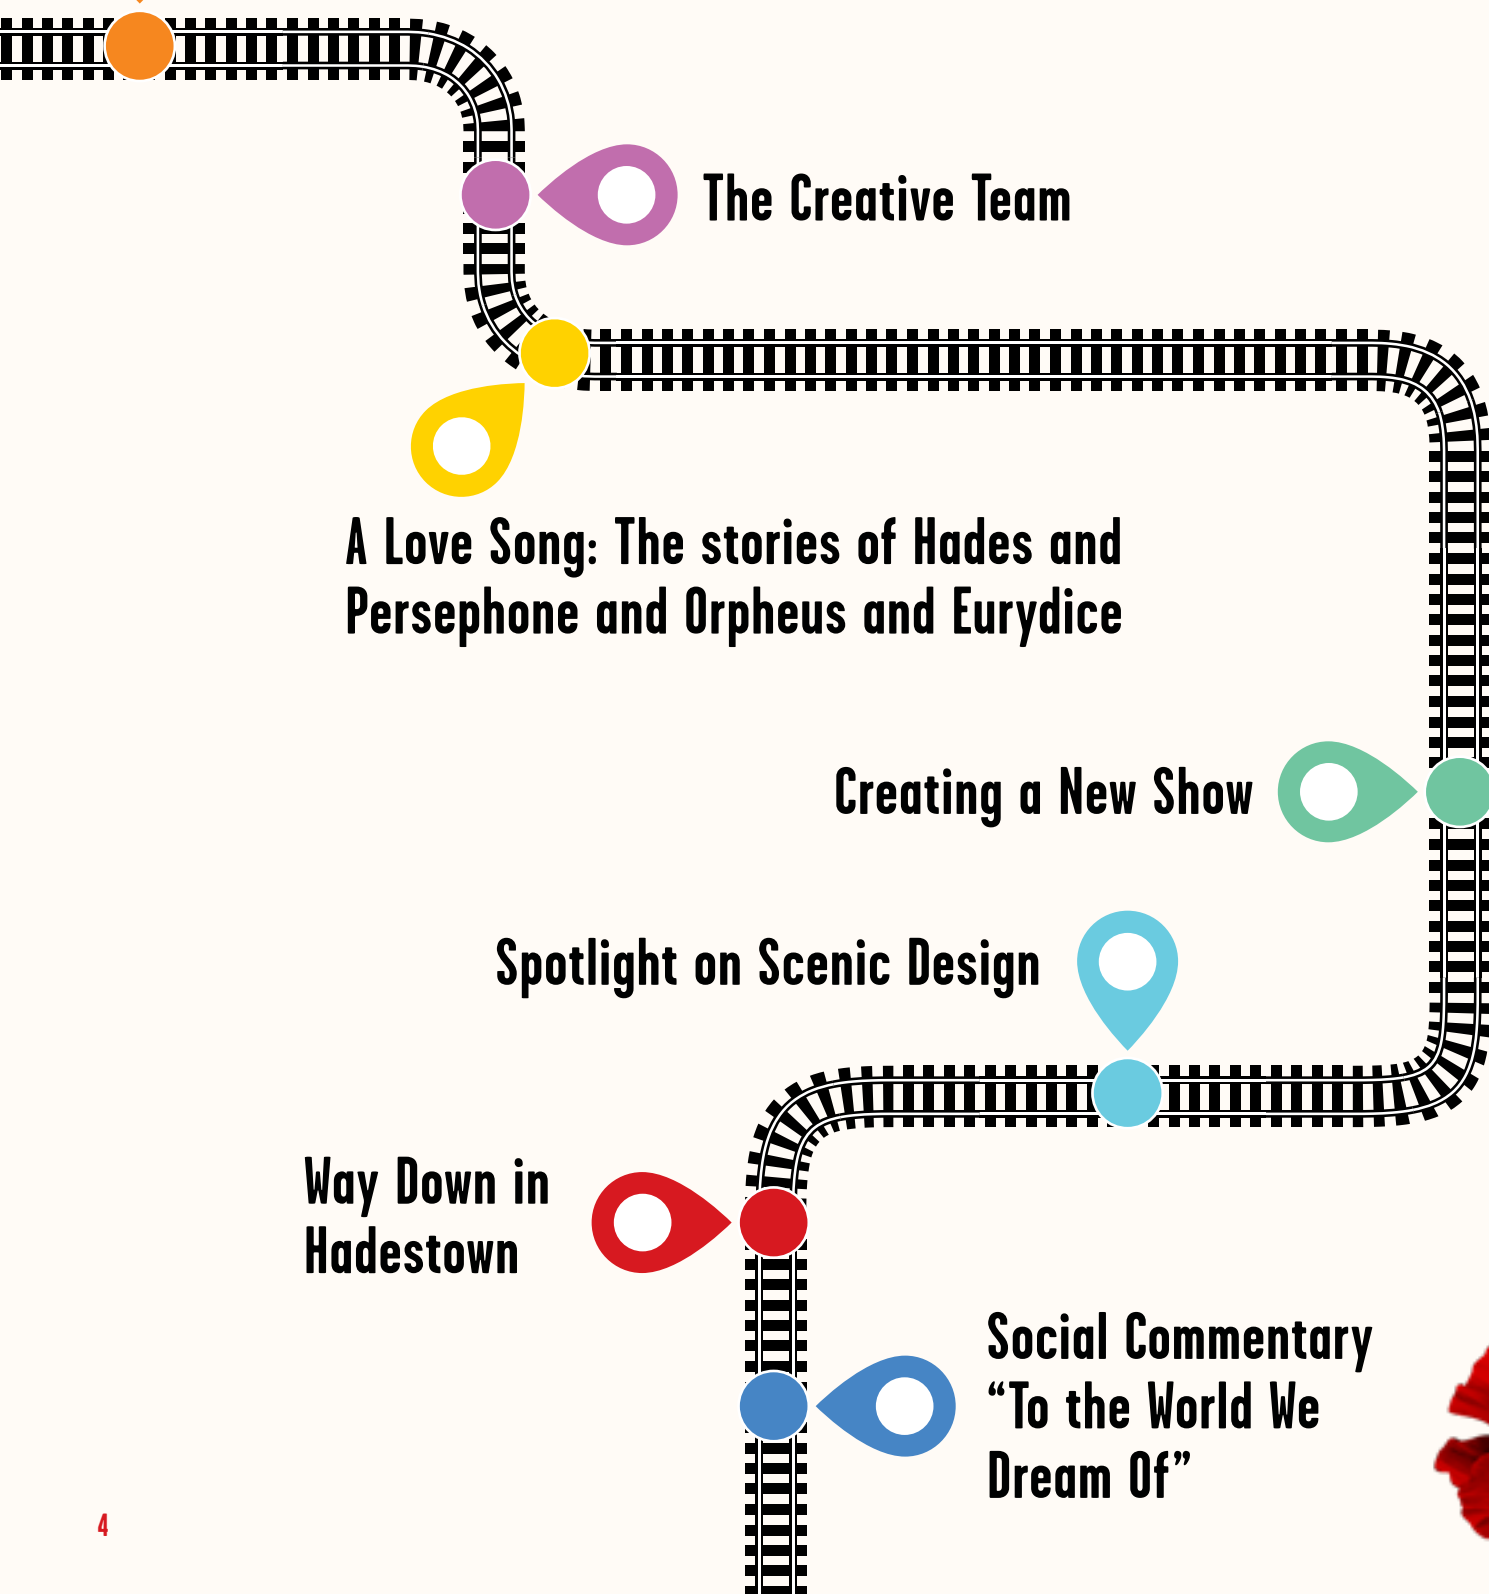 The Creative Team
A Love Song: The stories of Hades and
Persephone and Orpheus and Eurydice
Creating a New Show
Spotlight on Scenic Design
Way Down in
Hadestown
Social Commentary
“To the World We
Dream Of”
4